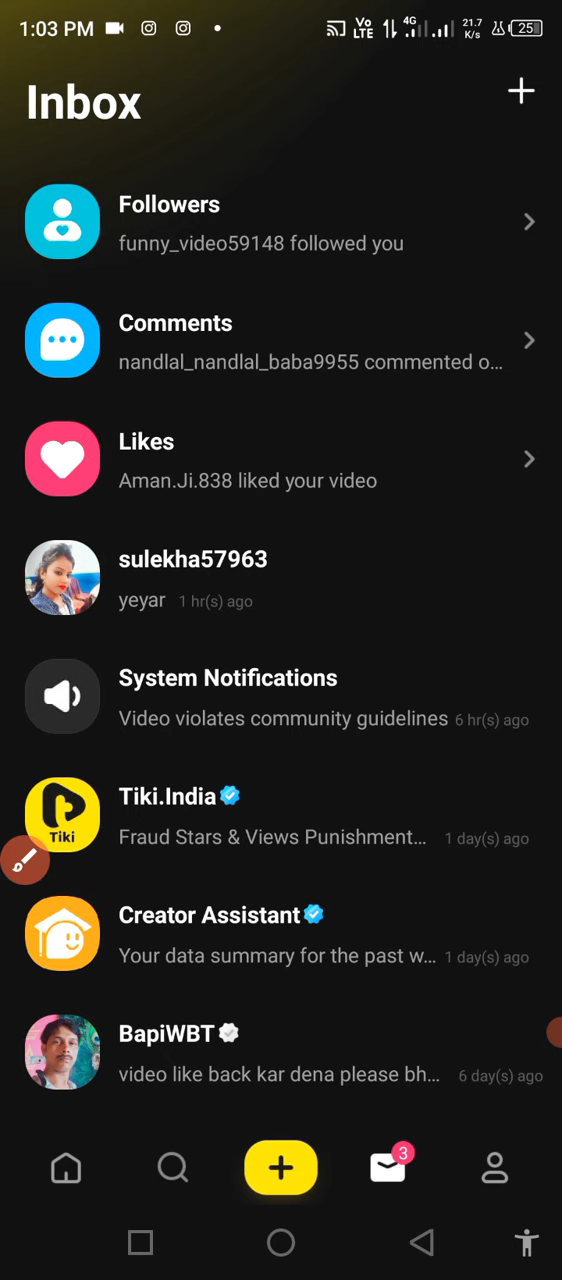 1:03 PM
Vo LTE 4G 21.7 K/s 25
Inbox
Followers
funny_video59148 followed you
Comments
nandlal_nandlal_baba9955 commented o...
Likes
Aman.Ji.838 liked your video
sulekha57963
yeyar 1 hr(s) ago
System Notifications
Video violates community guidelines 6 hr(s) ago
Tiki.India
Tiki
Fraud Stars & Views Punishment... 1 day(s) ago
Creator Assistant
Your data summary for the past w... 1 day(s) ago
BapiWBT
video like back kar dena please bh... 6 day(s) ago
3